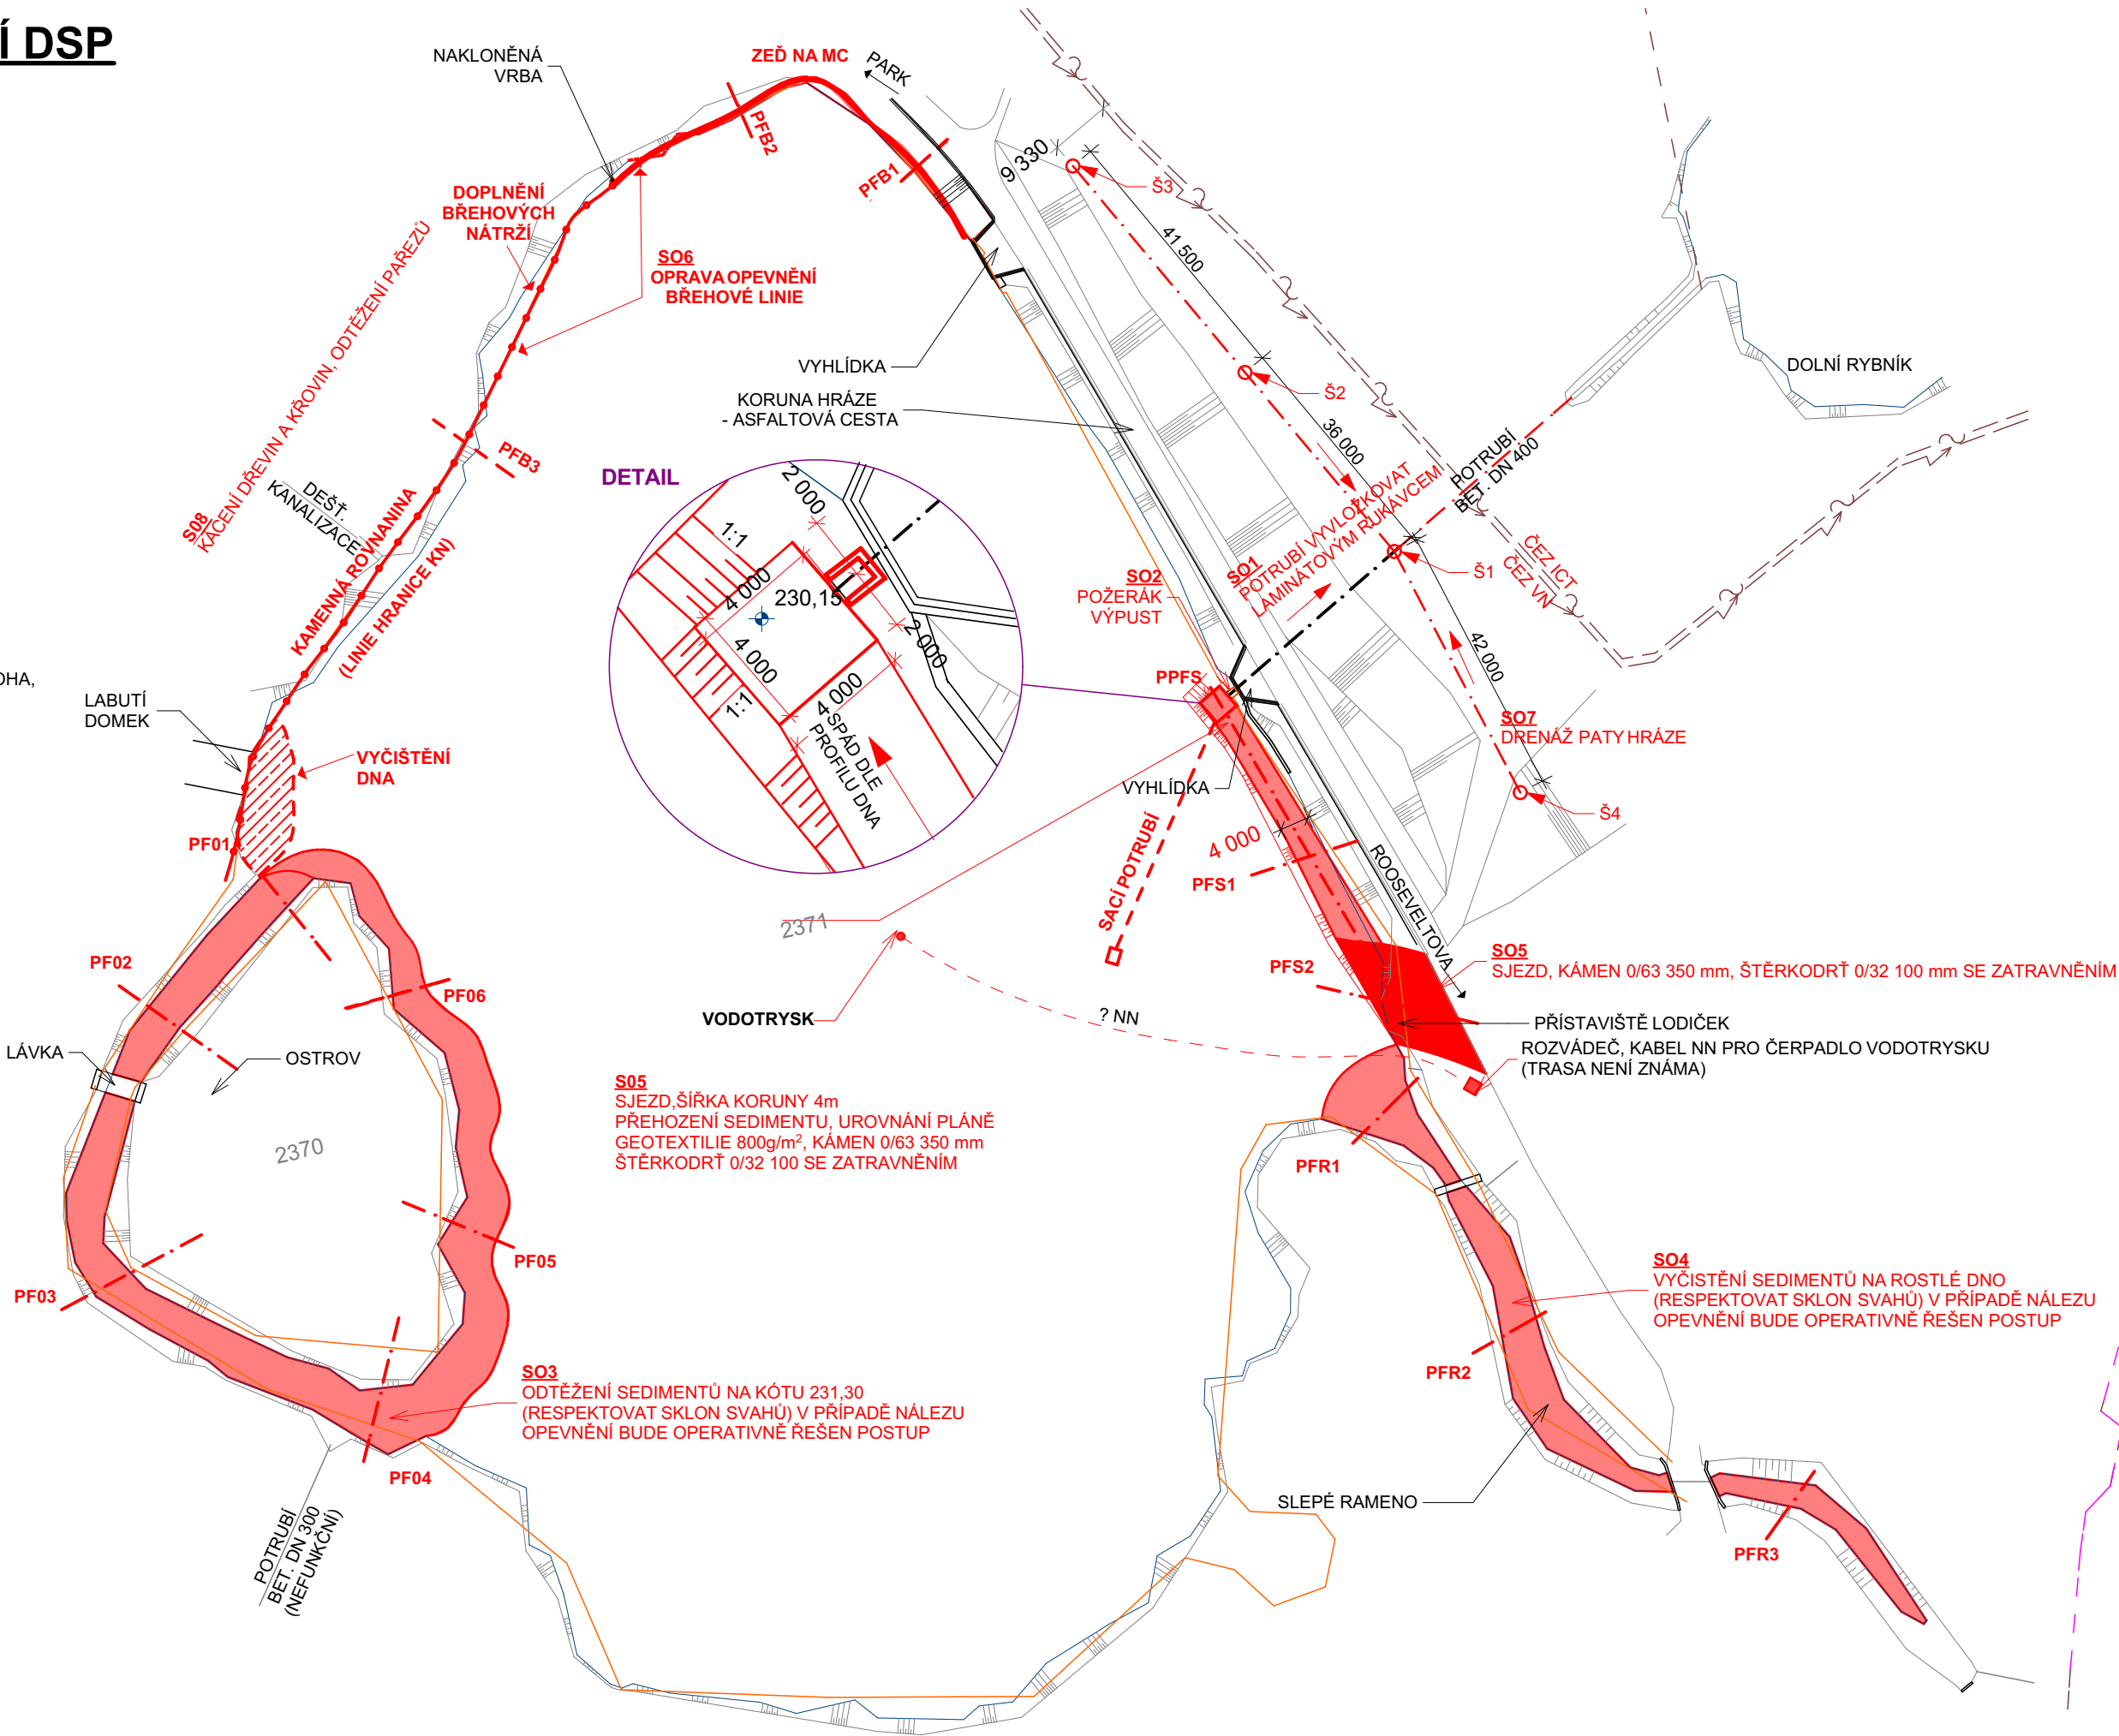 Í DSP
NAKLONĚNÁ
VRBA
ZEĎ NA MC
PARK
PFB2
PFB1
9 330
Š3
DOPLNĚNÍ
BŘEHOVÝCH
NÁTRŽÍ
SO6
OPRAVA OPEVNĚNÍ
BŘEHOVÉ LINIE
41 500
S08
KÁCENÍ DŘEVIN A KŘOVIN, ODTĚŽENÍ PAŘEZŮ
VYHLÍDKA
KORUNA HRÁZE
- ASFALTOVÁ CESTA
Š2
DOLNÍ RYBNÍK
36 000
PFB3
POTRUBÍ
BET. DN 400
DETAIL
DEŠT.
KANALIZACE
KAMENNÁ ROVNANINA
(LINIE HRANICE KN)
2 000
1:1
4 000
230,15
4 000
2 000
1:1
4 000
SPÁD DLE
PROFILU DNA
SO1
POTRUBÍ VYVLOŽKOVAT
LAMINÁTOVÝM RUKÁVCEM
SO2
POŽERÁK
VÝPUST
Š1
ČEZ ICT
ČEZ VN
42 000
OHA,
LABUTÍ
DOMEK
PPFS
SO7
DRENÁŽ PATY HRÁZE
VYČIŠTĚNÍ
DNA
VYHLÍDKA
Š4
PF01
4 000
SACÍ POTRUBÍ
PFS1
ROOSEVELTOVA
2371
PF02
PF06
PFS2
SO5
SJEZD, KÁMEN 0/63 350 mm, ŠTĚRKODRŤ 0/32 100 mm SE ZATRAVNĚNÍM
VODOTRYSK
? NN
PŘÍSTAVIŠTĚ LODIČEK
LÁVKA
OSTROV
ROZVÁDEČ, KABEL NN PRO ČERPADLO VODOTRYSKU
(TRASA NENÍ ZNÁMA)
S05
SJEZD,ŠÍŘKA KORUNY 4m
PŘEHOZENÍ SEDIMENTU, UROVNÁNÍ PLÁNĚ
GEOTEXTILIE 800g/m², KÁMEN 0/63 350 mm
ŠTĚRKODRŤ 0/32 100 SE ZATRAVNĚNÍM
2370
PFR1
PF05
PF03
SO4
VYČISTĚNÍ SEDIMENTŮ NA ROSTLÉ DNO
(RESPEKTOVAT SKLON SVAHŮ) V PŘÍPADĚ NÁLEZU
OPEVNĚNÍ BUDE OPERATIVNĚ ŘEŠEN POSTUP
PFR2
SO3
ODTĚŽENÍ SEDIMENTŮ NA KÓTU 231,30
(RESPEKTOVAT SKLON SVAHŮ) V PŘÍPADĚ NÁLEZU
OPEVNĚNÍ BUDE OPERATIVNĚ ŘEŠEN POSTUP
PF04
SLEPÉ RAMENO
POTRUBÍ
BET. DN 300
(NEFUNKČNÍ)
PFR3